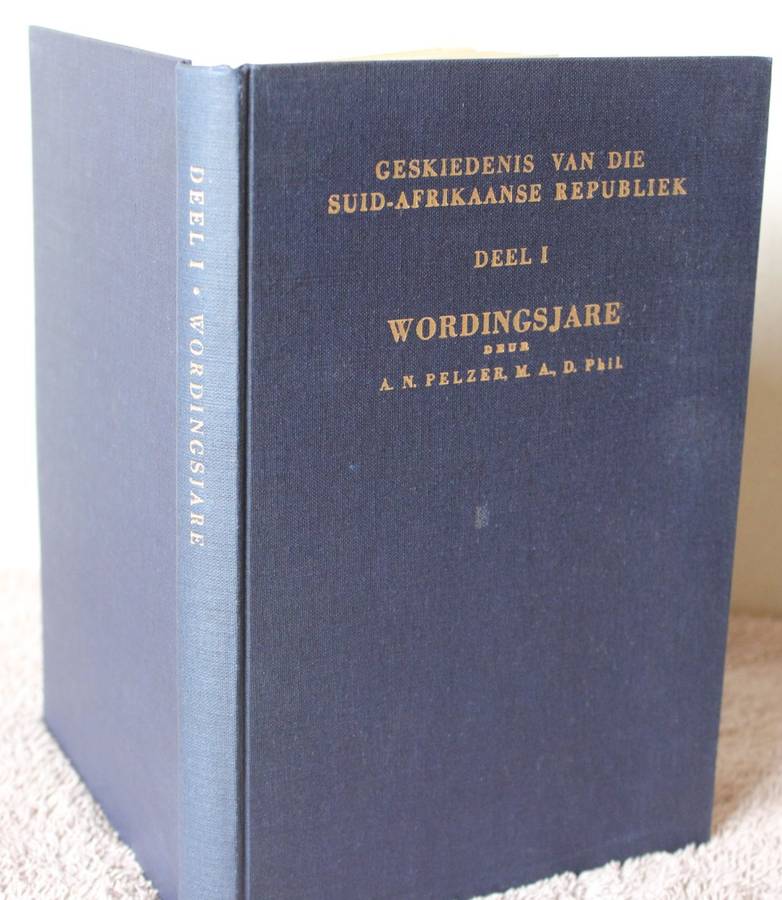 DEEL I • WORDINGSJARE
GESKIEDENIS VAN DIE
SUID-AFRIKAANSE REPUBLIEK
DEEL I
WORDINGSJARE
DEUR
A. N. PELZER, M. A., D. Phil.